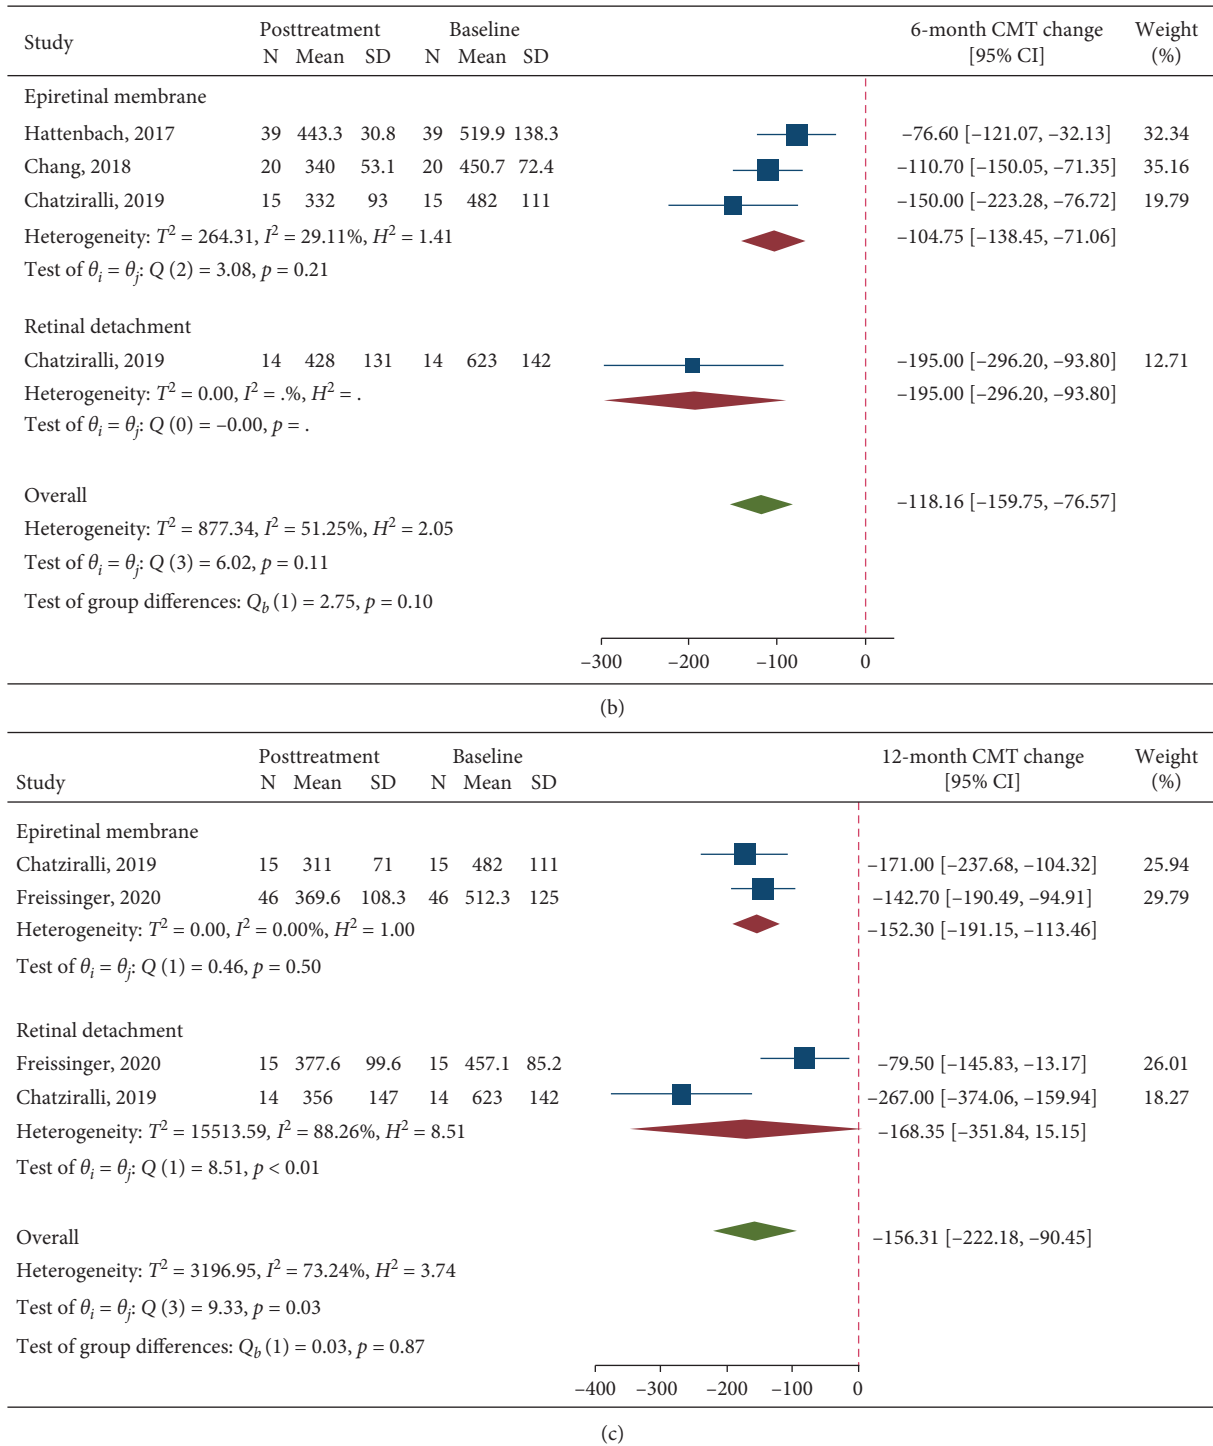 Study Posttreatment Baseline 6-month CMT change Weight
N Mean SD N Mean SD [95% CI] (%)
Epiretinal membrane
Hattenbach, 2017 39 443.3 30.8 39 519.9 138.3 –76.60 [–121.07, –32.13] 32.34
Chang, 2018 20 340 53.1 20 450.7 72.4 –110.70 [–150.05, –71.35] 35.16
Chatziralli, 2019 15 332 93 15 482 111 –150.00 [–223.28, –76.72] 19.79
Heterogeneity: T² = 264.31, I² = 29.11%, H² = 1.41 –104.75 [–138.45, –71.06]
Test of θi = θj: Q (2) = 3.08, p = 0.21
Retinal detachment
Chatziralli, 2019 14 428 131 14 623 142 –195.00 [–296.20, –93.80] 12.71
Heterogeneity: T² = 0.00, I² = .%, H² = . –195.00 [–296.20, –93.80]
Test of θi = θj: Q (0) = –0.00, p = .
Overall –118.16 [–159.75, –76.57]
Heterogeneity: T² = 877.34, I² = 51.25%, H² = 2.05
Test of θi = θj: Q (3) = 6.02, p = 0.11
Test of group differences: Qb (1) = 2.75, p = 0.10
–300 –200 –100 0
(b)
Posttreatment Baseline 12-month CMT change Weight
Study N Mean SD N Mean SD [95% CI] (%)
Epiretinal membrane
Chatziralli, 2019 15 311 71 15 482 111 –171.00 [–237.68, –104.32] 25.94
Freissinger, 2020 46 369.6 108.3 46 512.3 125 –142.70 [–190.49, –94.91] 29.79
Heterogeneity: T² = 0.00, I² = 0.00%, H² = 1.00 –152.30 [–191.15, –113.46]
Test of θi = θj: Q (1) = 0.46, p = 0.50
Retinal detachment
Freissinger, 2020 15 377.6 99.6 15 457.1 85.2 –79.50 [–145.83, –13.17] 26.01
Chatziralli, 2019 14 356 147 14 623 142 –267.00 [–374.06, –159.94] 18.27
Heterogeneity: T² = 15513.59, I² = 88.26%, H² = 8.51 –168.35 [–351.84, 15.15]
Test of θi = θj: Q (1) = 8.51, p < 0.01
Overall –156.31 [–222.18, –90.45]
Heterogeneity: T² = 3196.95, I² = 73.24%, H² = 3.74
Test of θi = θj: Q (3) = 9.33, p = 0.03
Test of group differences: Qb (1) = 0.03, p = 0.87
–400 –300 –200 –100 0
(c)